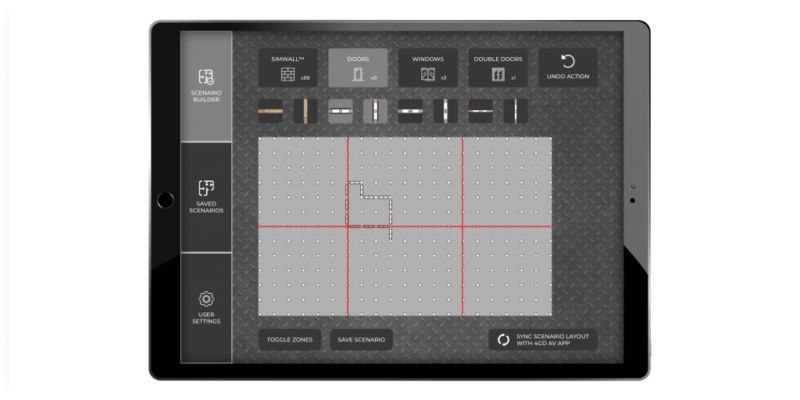 SIMWALL™
x88
DOORS
x0
WINDOWS
x3
DOUBLE DOORS
x1
UNDO ACTION
SCENARIO
BUILDER
SAVED
SCENARIOS
USER
SETTINGS
TOGGLE ZONES
SAVE SCENARIO
SYNC SCENARIO LAYOUT
WITH 4GD AV APP